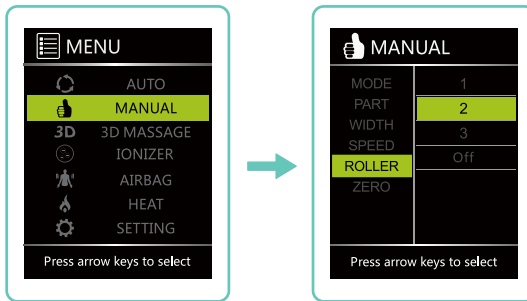 MENU
AUTO
MANUAL
3D 3D MASSAGE
IONIZER
AIRBAG
HEAT
SETTING
Press arrow keys to select
MANUAL
MODE
PART
WIDTH
SPEED
ROLLER
ZERO
1
2
3
Off
Press arrow keys to select